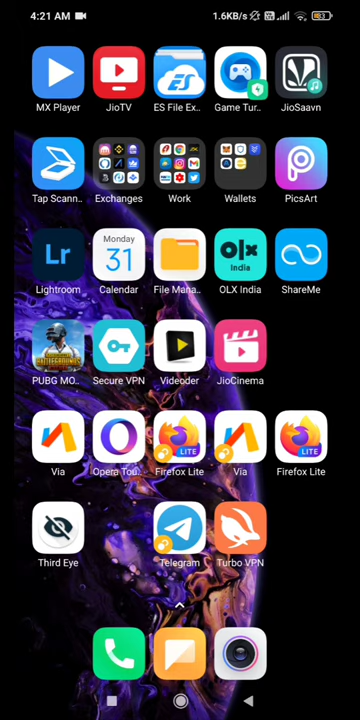 4:21 AM 1.6KB/s
MX Player JioTV ES File Ex.. Game Tur.. JioSaavn
Tap Scann.. Exchanges Work Wallets PicsArt
Lr Monday 31 olx India
Lightroom Calendar File Mana.. OLX India ShareMe
PUBG MO.. Secure VPN Videoder JioCinema
LITE LITE
Via Opera Tou.. Firefox Lite Via Firefox Lite
Third Eye Telegram Turbo VPN